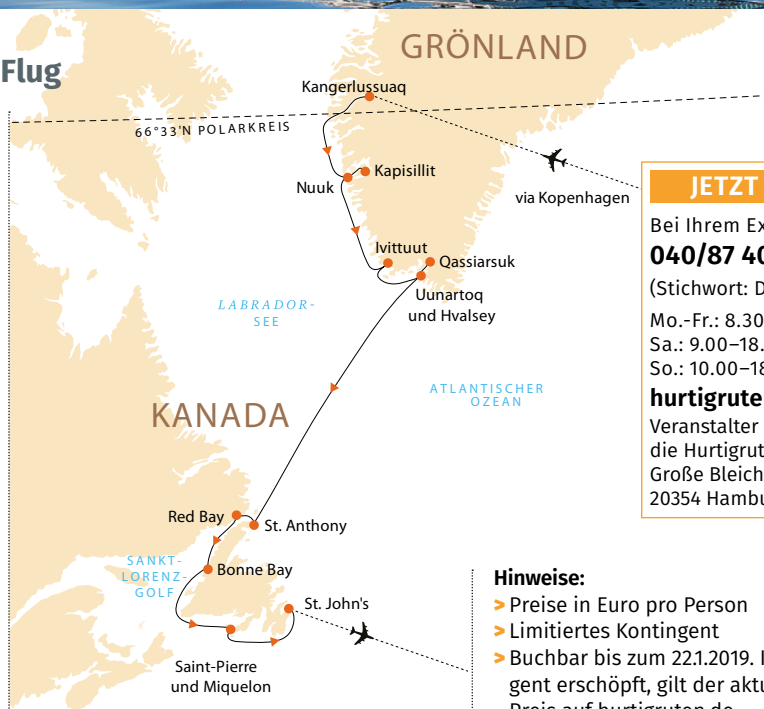 Flug
GRÖNLAND
Kangerlussuaq
66°33'N POLARKREIS
Kapisillit
Nuuk
via Kopenhagen
Ivittuut
Qassiarsuk
Uunartoq
und Hvalsey
LABRADOR-
SEE
ATLANTISCHER
OZEAN
KANADA
Red Bay
St. Anthony
SANKT-
LORENZ-
GOLF
Bonne Bay
St. John's
Saint-Pierre
und Miquelon
JETZT
Bei Ihrem Ex
040/87 40
(Stichwort: D
Mo.-Fr.: 8.30
Sa.: 9.00–18.
So.: 10.00–18
hurtigrute
Veranstalter
die Hurtigrut
Große Bleich
20354 Hambu
Hinweise:
> Preise in Euro pro Person
> Limitiertes Kontingent
> Buchbar bis zum 22.1.2019. I
gent erschöpft, gilt der aktu
Preis auf hurtigruten.de